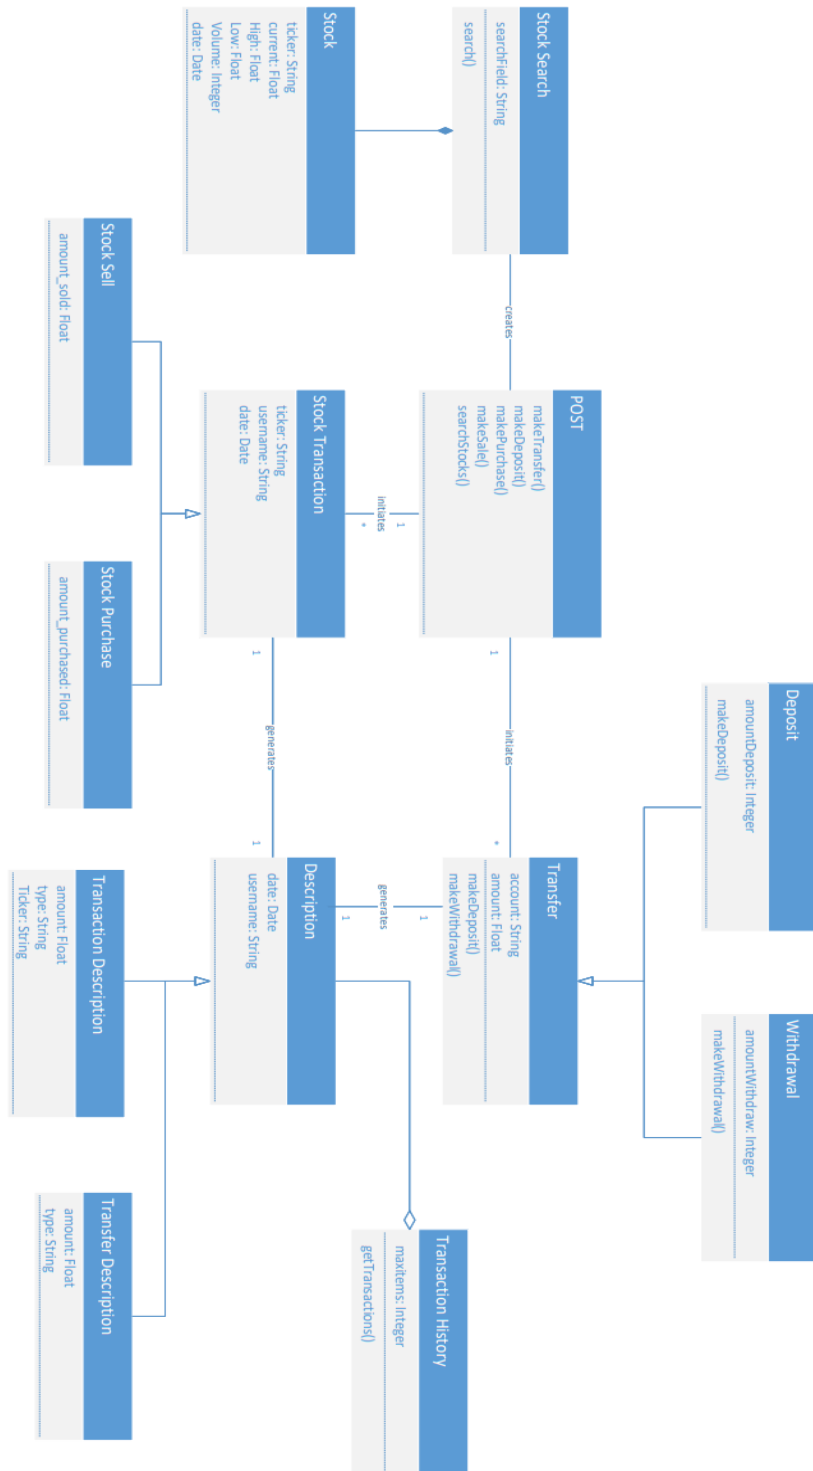 Deposit
amountDeposit: Integer
makeDeposit()
Withdrawal
amountWithdraw: Integer
makeWithdrawal()
Stock Search
searchField: String
search()
creates
POST
makeTransfer()
makeDeposit()
makePurchase()
makeSale()
searchStocks()
1
initiates
*
Transfer
account: String
amount: Float
makeDeposit()
makeWithdrawal()
Transaction History
maxitems: Integer
getTransactions()
1
initiates
*
1
generates
1
Stock
ticker: String
current: Float
High: Float
Low: Float
Volume: Integer
date: Date
Stock Transaction
ticker: String
username: String
date: Date
1
generates
1
Description
date: Date
username: String
Stock Sell
amount_sold: Float
Stock Purchase
amount_purchased: Float
Transaction Description
amount: Float
type: String
Ticker: String
Transfer Description
amount: Float
type: String